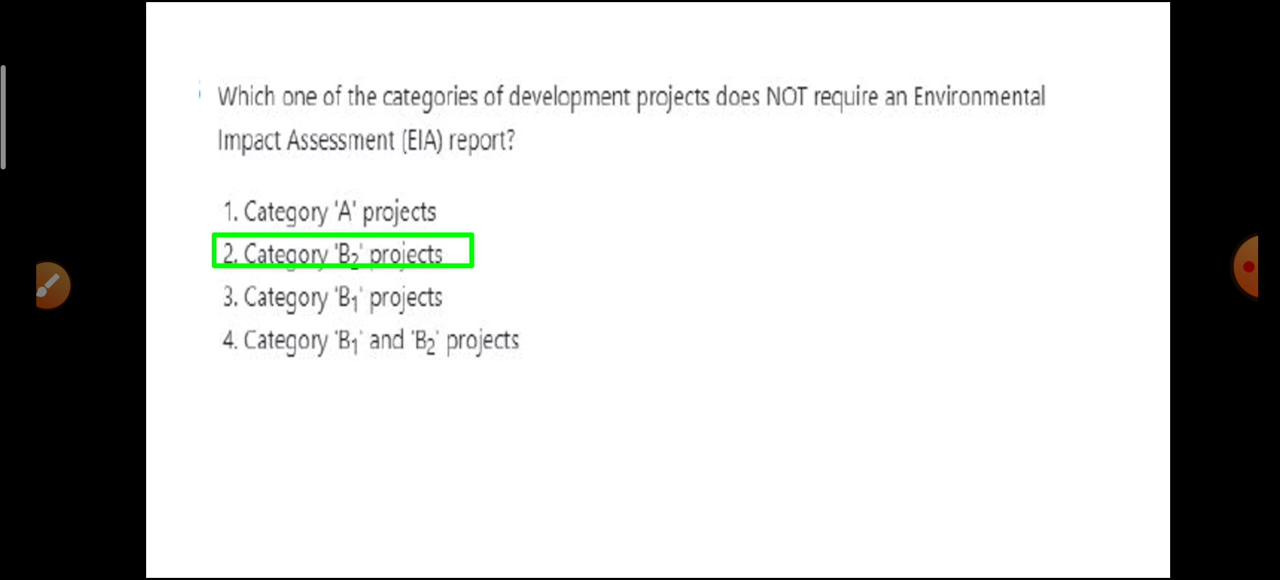 Which one of the categories of development projects does NOT require an Environmental
Impact Assessment (EIA) report?
1. Category 'A' projects
2. Category 'B₂' projects
3. Category 'B₁' projects
4. Category 'B₁' and 'B₂' projects